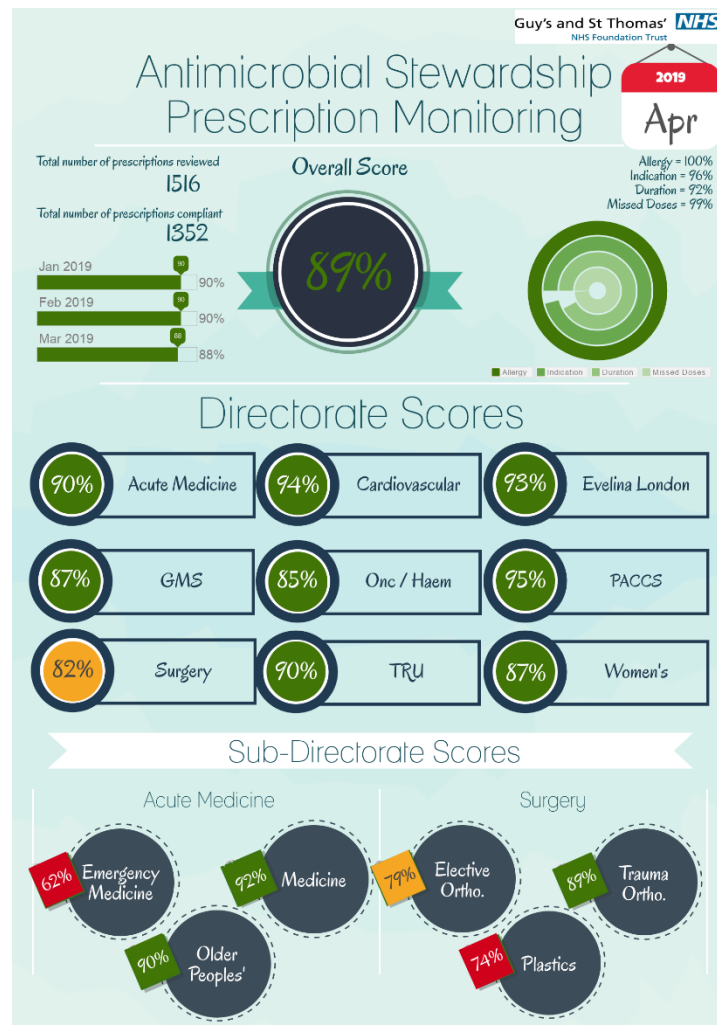 Guy's and St Thomas' NHS
NHS Foundation Trust
Antimicrobial Stewardship
Prescription Monitoring
2019
Apr
Total number of prescriptions reviewed
1516
Total number of prescriptions compliant
1352
Jan 2019
90
90%
Feb 2019
90
90%
Mar 2019
88
88%
Overall Score
89%
Allergy = 100%
Indication = 96%
Duration = 92%
Missed Doses = 99%
Allergy Indication Duration Missed Doses
Directorate Scores
90% Acute Medicine
94% Cardiovascular
93% Evelina London
87% GMS
85% Onc / Haem
95% PACCS
82% Surgery
90% TRU
87% Women's
Sub-Directorate Scores
Acute Medicine
62%
Emergency
Medicine
92% Medicine
90%
Older
Peoples'
Surgery
79%
Elective
Ortho.
89%
Trauma
Ortho.
74% Plastics